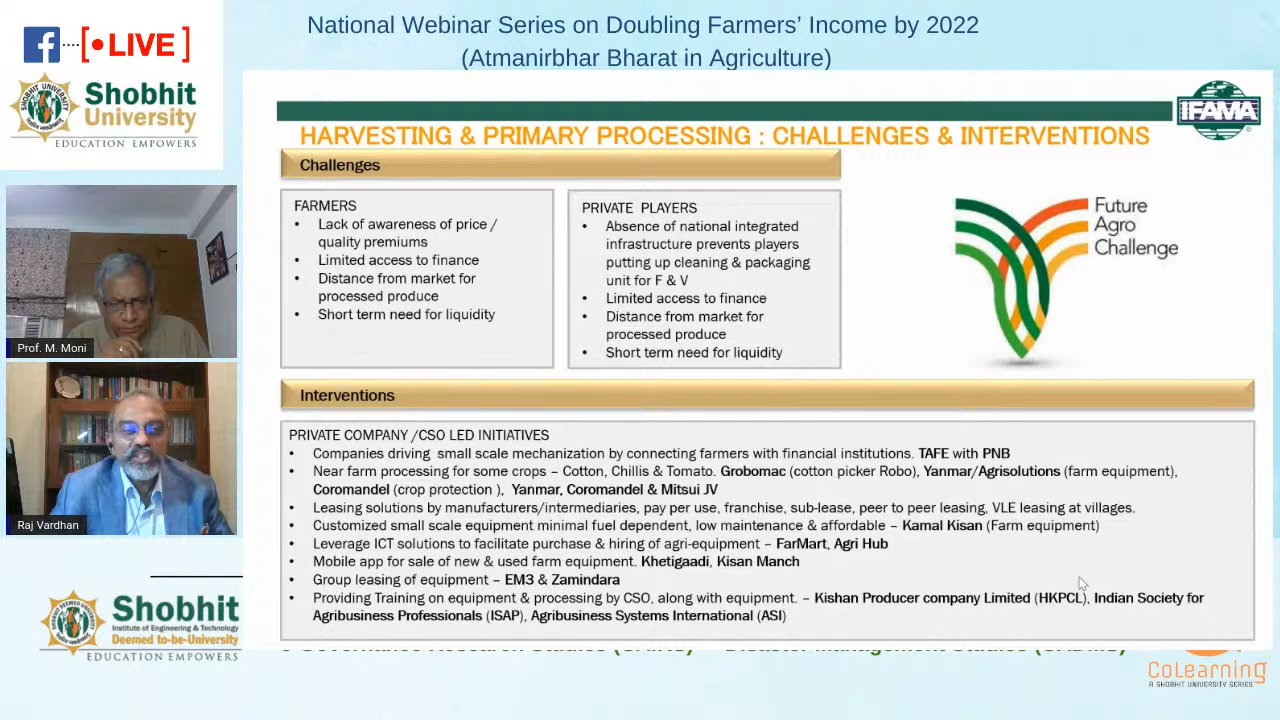 National Webinar Series on Doubling Farmers' Income by 2022
(Atmanirbhar Bharat in Agriculture)
LIVE
SHOBHIT UNIVERSITY
Shobhit
University
EDUCATION EMPOWERS
IFAMA
HARVESTING & PRIMARY PROCESSING : CHALLENGES & INTERVENTIONS
Challenges
FARMERS
• Lack of awareness of price /
quality premiums
• Limited access to finance
• Distance from market for
processed produce
• Short term need for liquidity
PRIVATE PLAYERS
• Absence of national integrated
infrastructure prevents players
putting up cleaning & packaging
unit for F & V
• Limited access to finance
• Distance from market for
processed produce
• Short term need for liquidity
Future
Agro
Challenge
Prof. M. Moni
Raj Vardhan
Interventions
PRIVATE COMPANY /CSO LED INITIATIVES
• Companies driving small scale mechanization by connecting farmers with financial institutions. TAFE with PNB
• Near farm processing for some crops – Cotton, Chillis & Tomato. Grobomac (cotton picker Robo), Yanmar/Agrisolutions (farm equipment),
Coromandel (crop protection ), Yanmar, Coromandel & Mitsui JV
• Leasing solutions by manufacturers/intermediaries, pay per use, franchise, sub-lease, peer to peer leasing, VLE leasing at villages.
• Customized small scale equipment minimal fuel dependent, low maintenance & affordable – Kamal Kisan (Farm equipment)
• Leverage ICT solutions to facilitate purchase & hiring of agri-equipment – FarMart, Agri Hub
• Mobile app for sale of new & used farm equipment. Khetigaadi, Kisan Manch
• Group leasing of equipment – EM3 & Zamindara
• Providing Training on equipment & processing by CSO, along with equipment. – Kishan Producer company Limited (HKPCL), Indian Society for
Agribusiness Professionals (ISAP), Agribusiness Systems International (ASI)
Shobhit
Institute of Engineering & Technology
Deemed to-be-University
EDUCATION EMPOWERS
CoLearning
A SHOBHIT UNIVERSITY SERIES